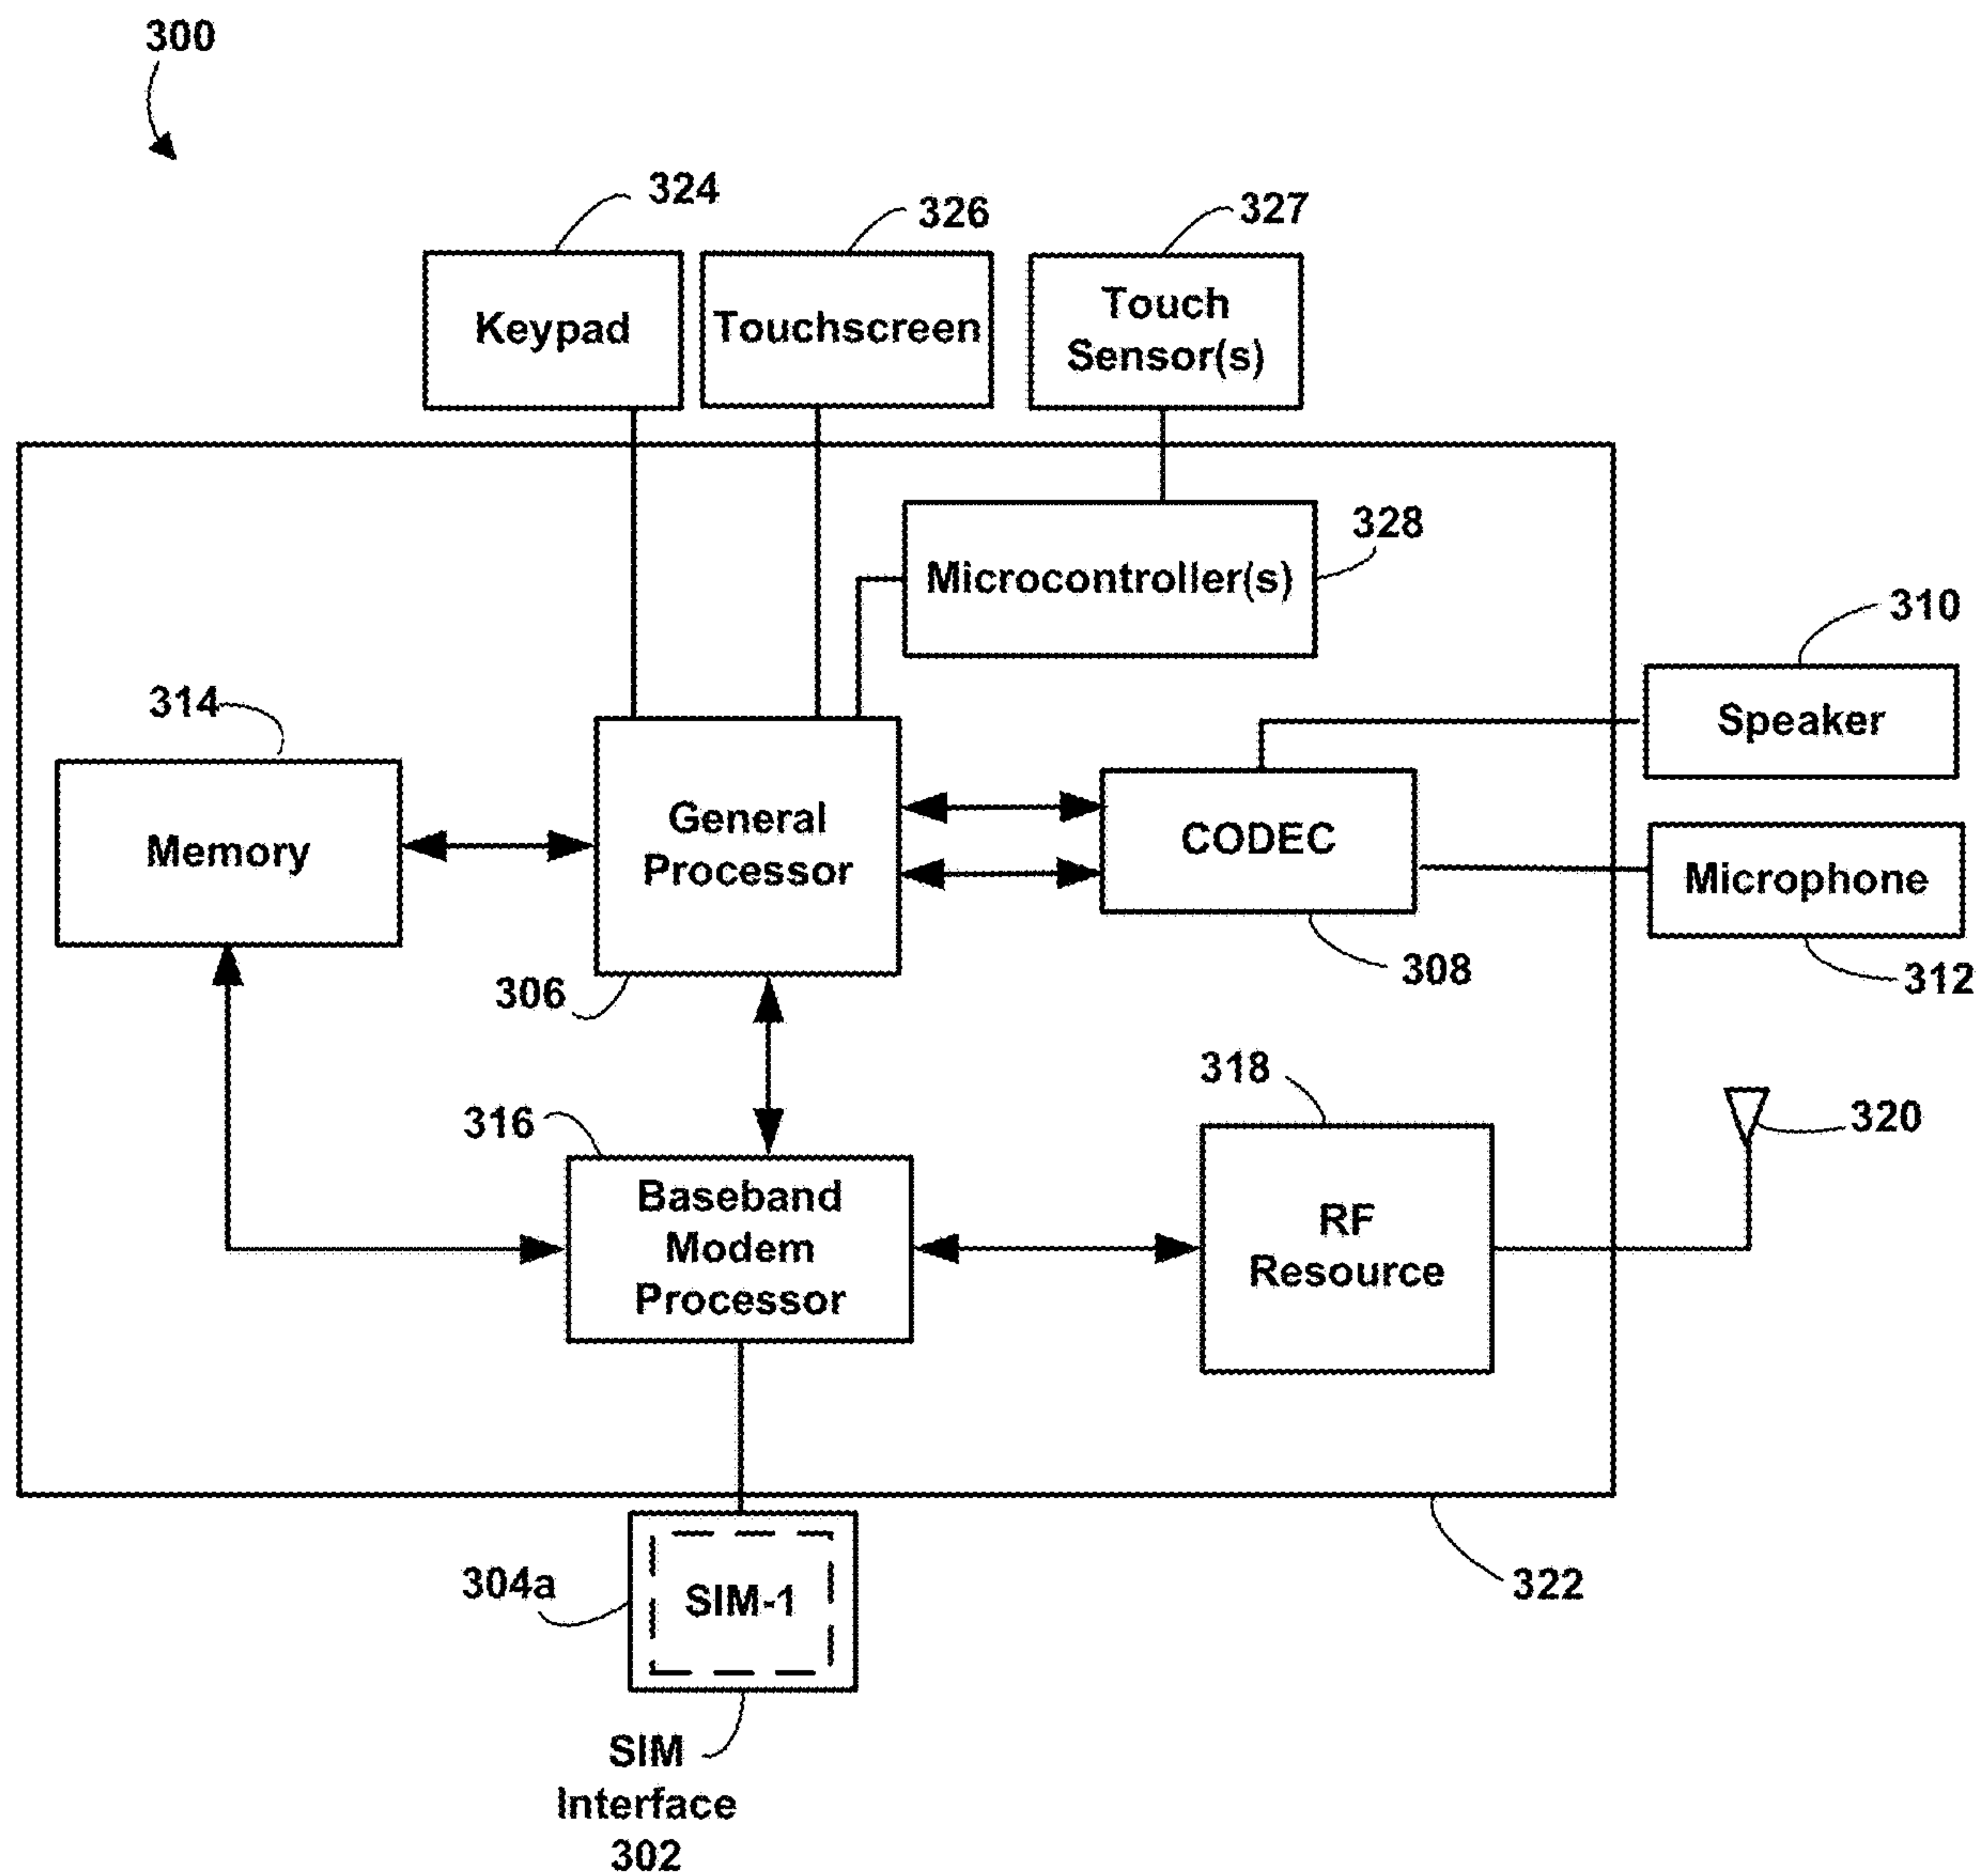 300
324
326
327
Keypad
Touchscreen
Touch
Sensor(s)
328
Microcontroller(s)
310
Speaker
314
Memory
General
Processor
CODEC
Microphone
306
308
312
318
320
316
Baseband
Modem
Processor
RF
Resource
304a
SIM-1
322
SIM
Interface
302